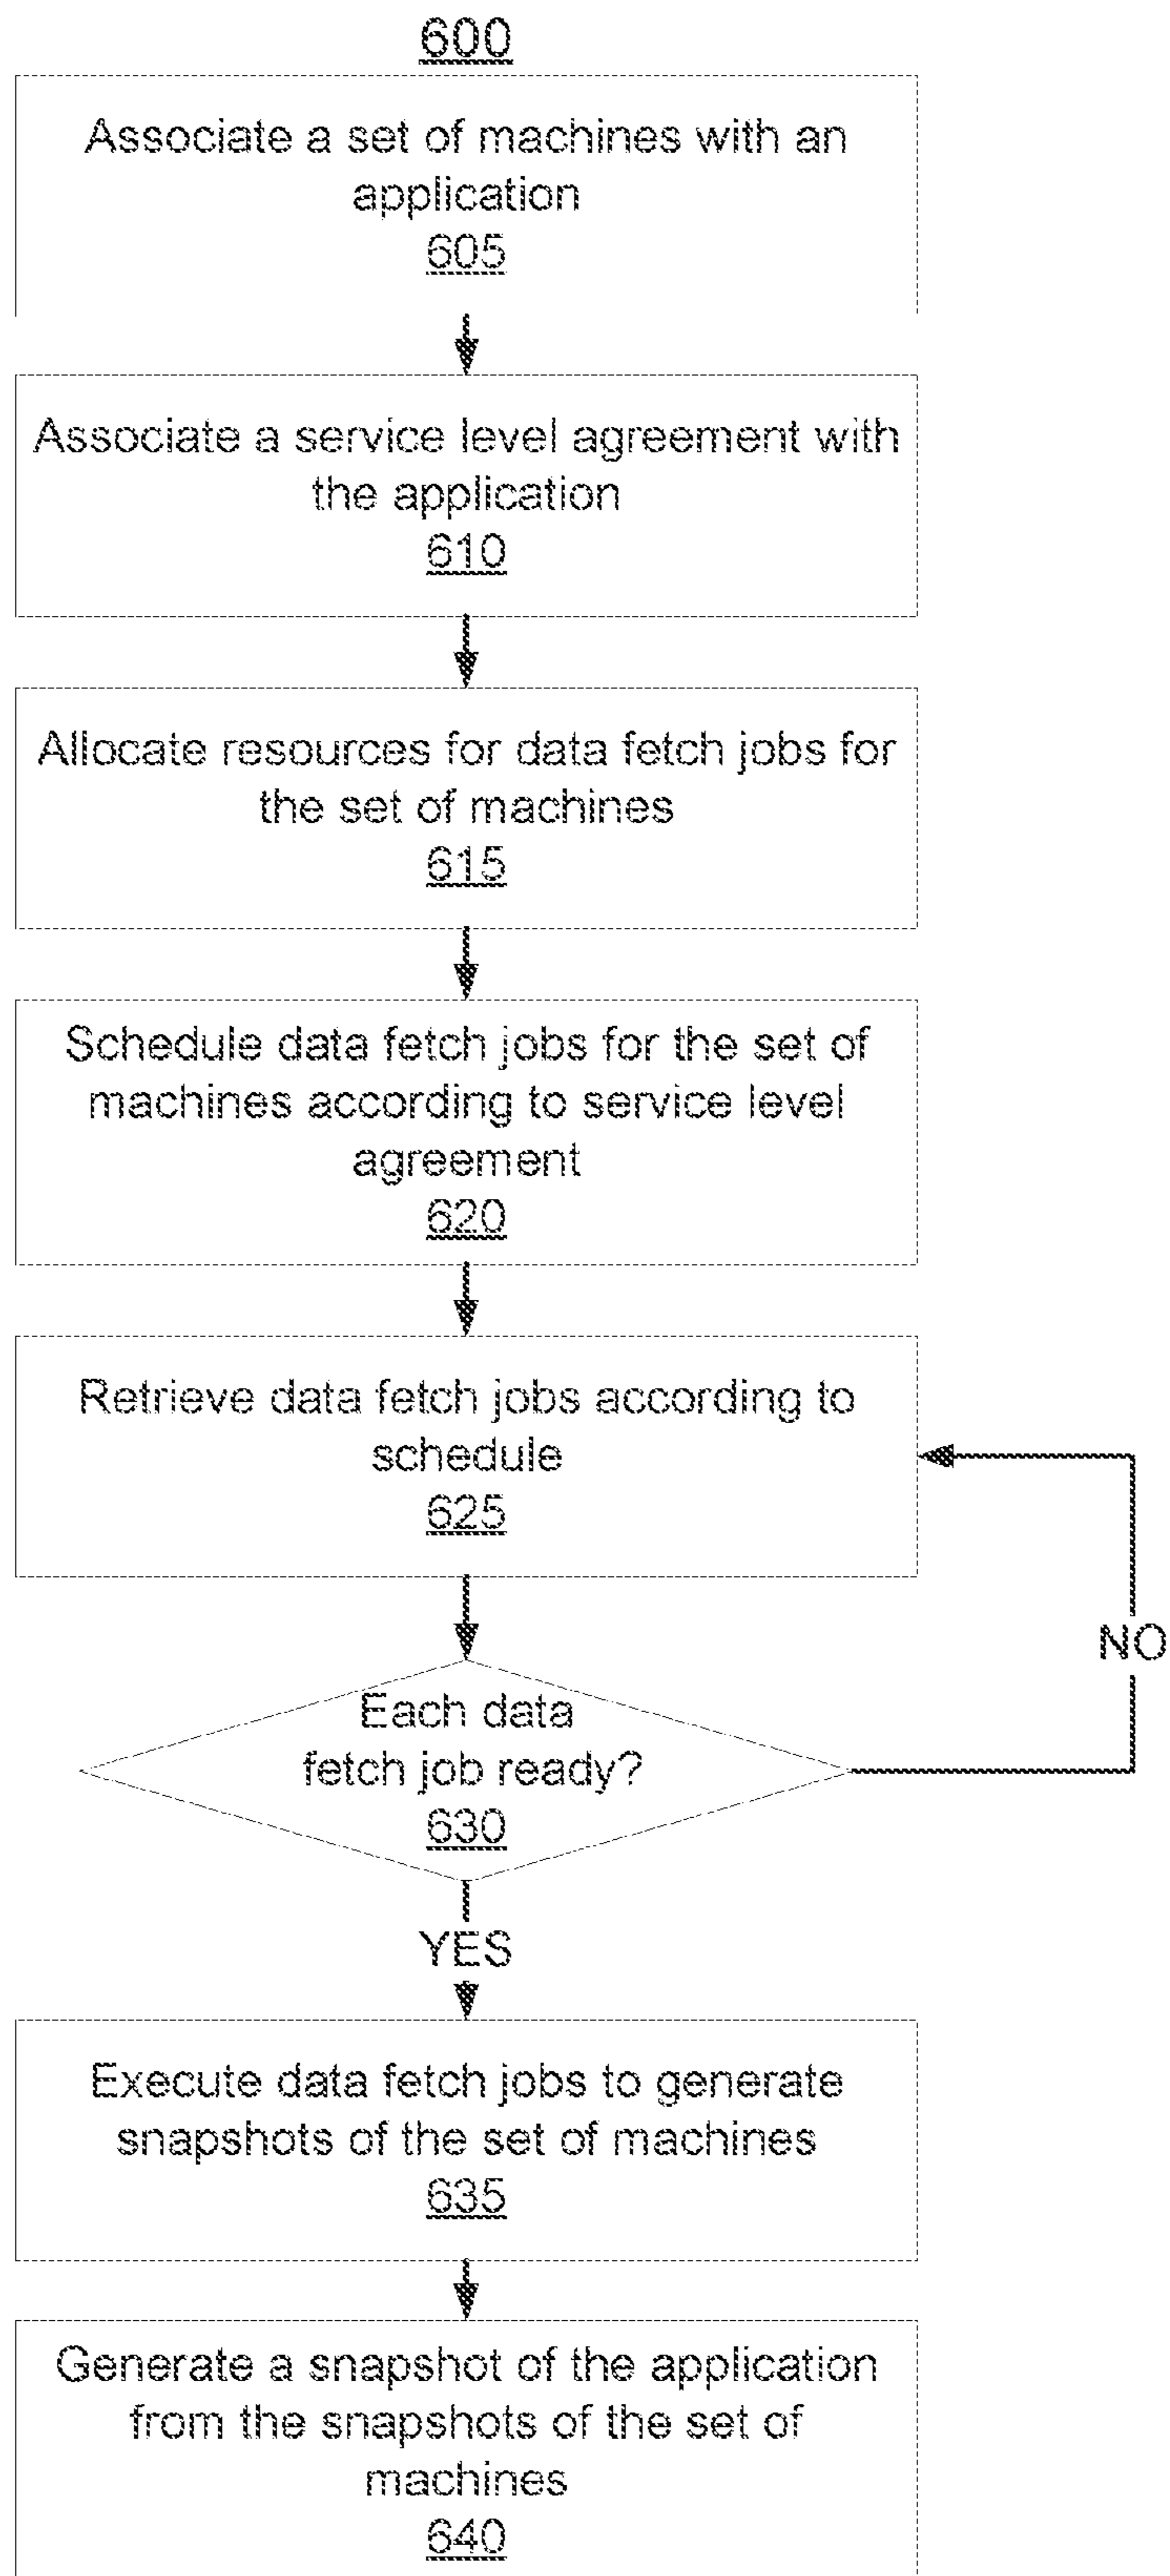 600
Associate a set of machines with an
application
605
Associate a service level agreement with
the application
610
Allocate resources for data fetch jobs for
the set of machines
615
Schedule data fetch jobs for the set of
machines according to service level
agreement
620
Retrieve data fetch jobs according to
schedule
625
NO
Each data
fetch job ready?
630
YES
Execute data fetch jobs to generate
snapshots of the set of machines
635
Generate a snapshot of the application
from the snapshots of the set of
machines
640